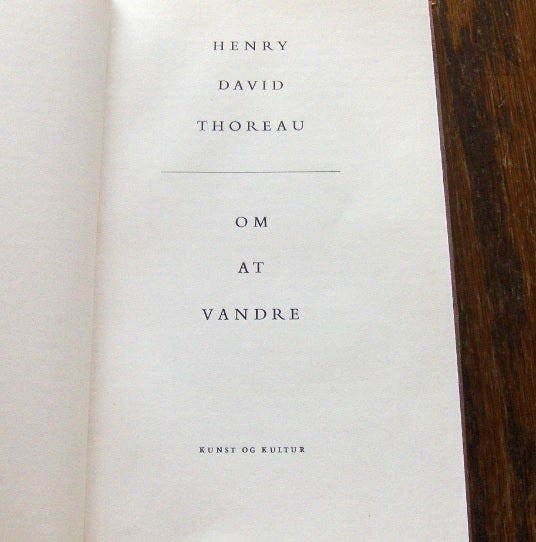 HENRY
DAVID
THOREAU
OM
AT
VANDRE
KUNST OG KULTUR